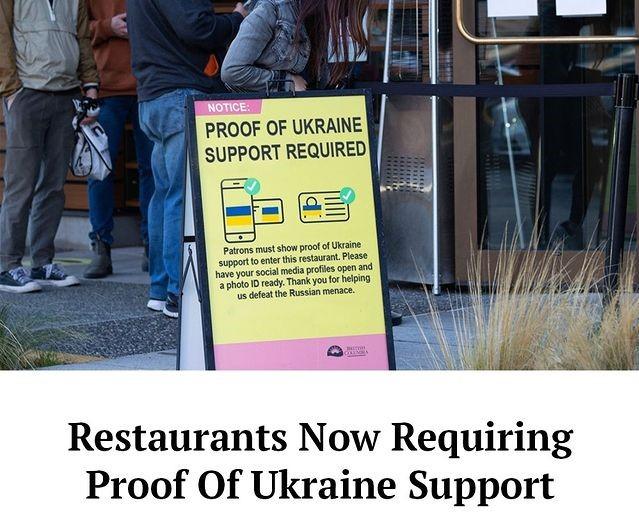 NOTICE:
PROOF OF UKRAINE
SUPPORT REQUIRED
Patrons must show proof of Ukraine
support to enter this restaurant. Please
have your social media profiles open and
a photo ID ready. Thank you for helping
us defeat the Russian menace.
BRITISH
COLUMBIA
Restaurants Now Requiring
Proof Of Ukraine Support